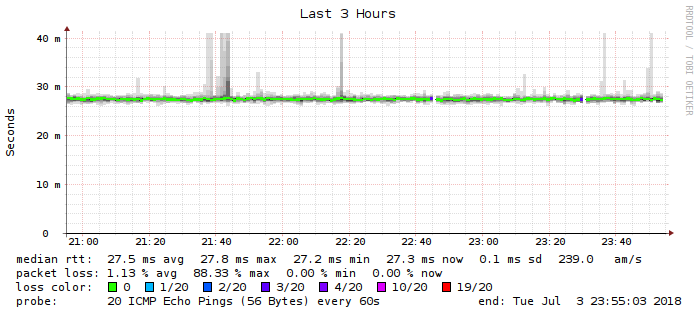 Last 3 Hours
RRDTOOL / TOBI OETIKER
Seconds
40 m
30 m
20 m
10 m
0
21:00 21:20 21:40 22:00 22:20 22:40 23:00 23:20 23:40
median rtt: 27.5 ms avg 27.8 ms max 27.2 ms min 27.3 ms now 0.1 ms sd 239.0 am/s
packet loss: 1.13 % avg 88.33 % max 0.00 % min 0.00 % now
loss color: 0 1/20 2/20 3/20 4/20 10/20 19/20
probe: 20 ICMP Echo Pings (56 Bytes) every 60s end: Tue Jul 3 23:55:03 2018